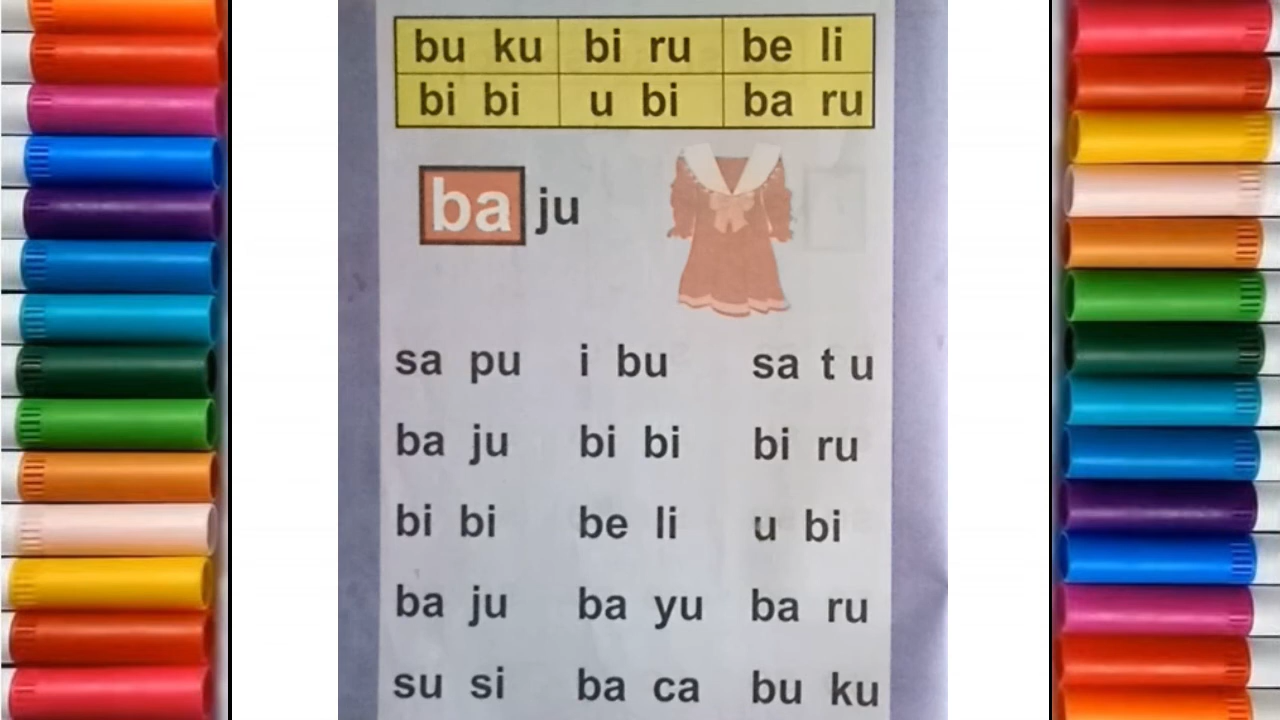 bu ku bi ru be li
bi bi u bi ba ru
ba ju
sa pu i bu sa t u
ba ju bi bi bi ru
bi bi be li u bi
ba ju ba yu ba ru
su si ba ca bu ku